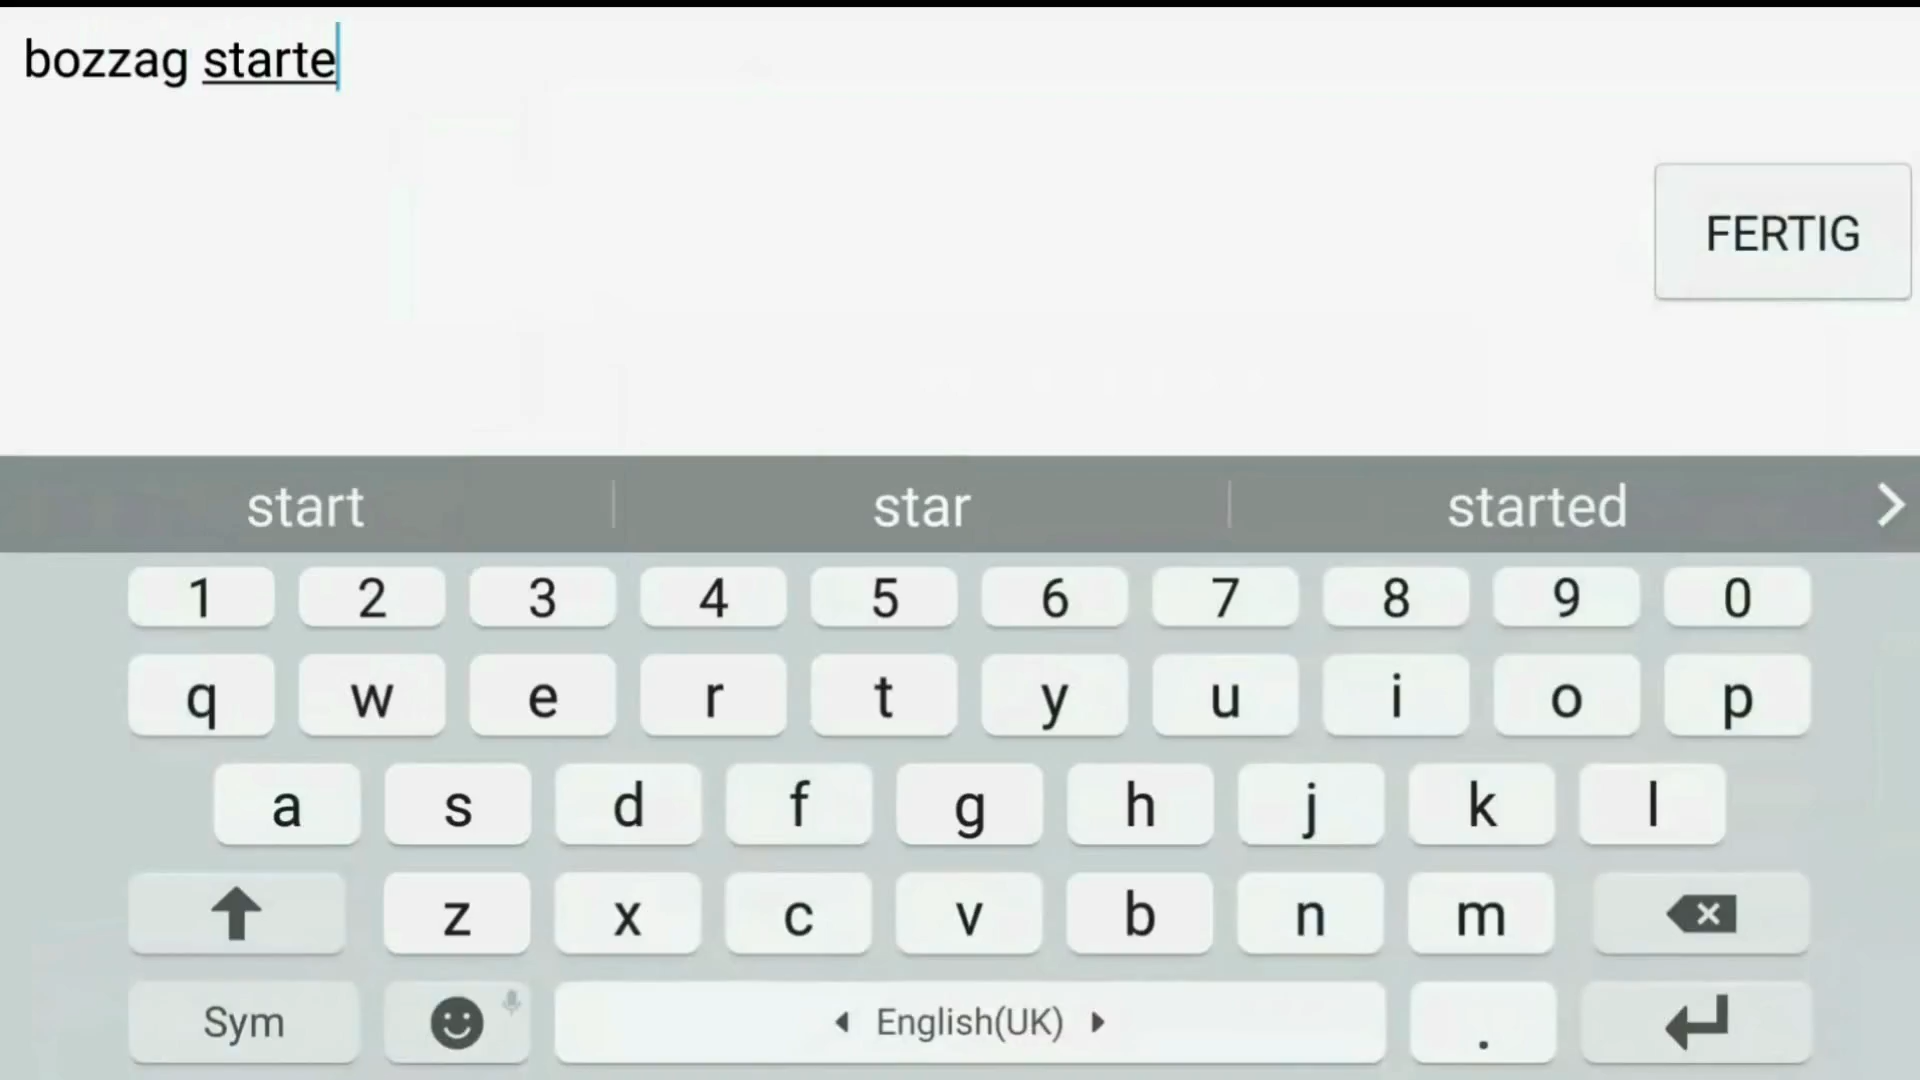 bozzag starte
FERTIG
start star started
1 2 3 4 5 6 7 8 9 0
q w e r t y u i o p
a s d f g h j k l
z x c v b n m
Sym English(UK) .